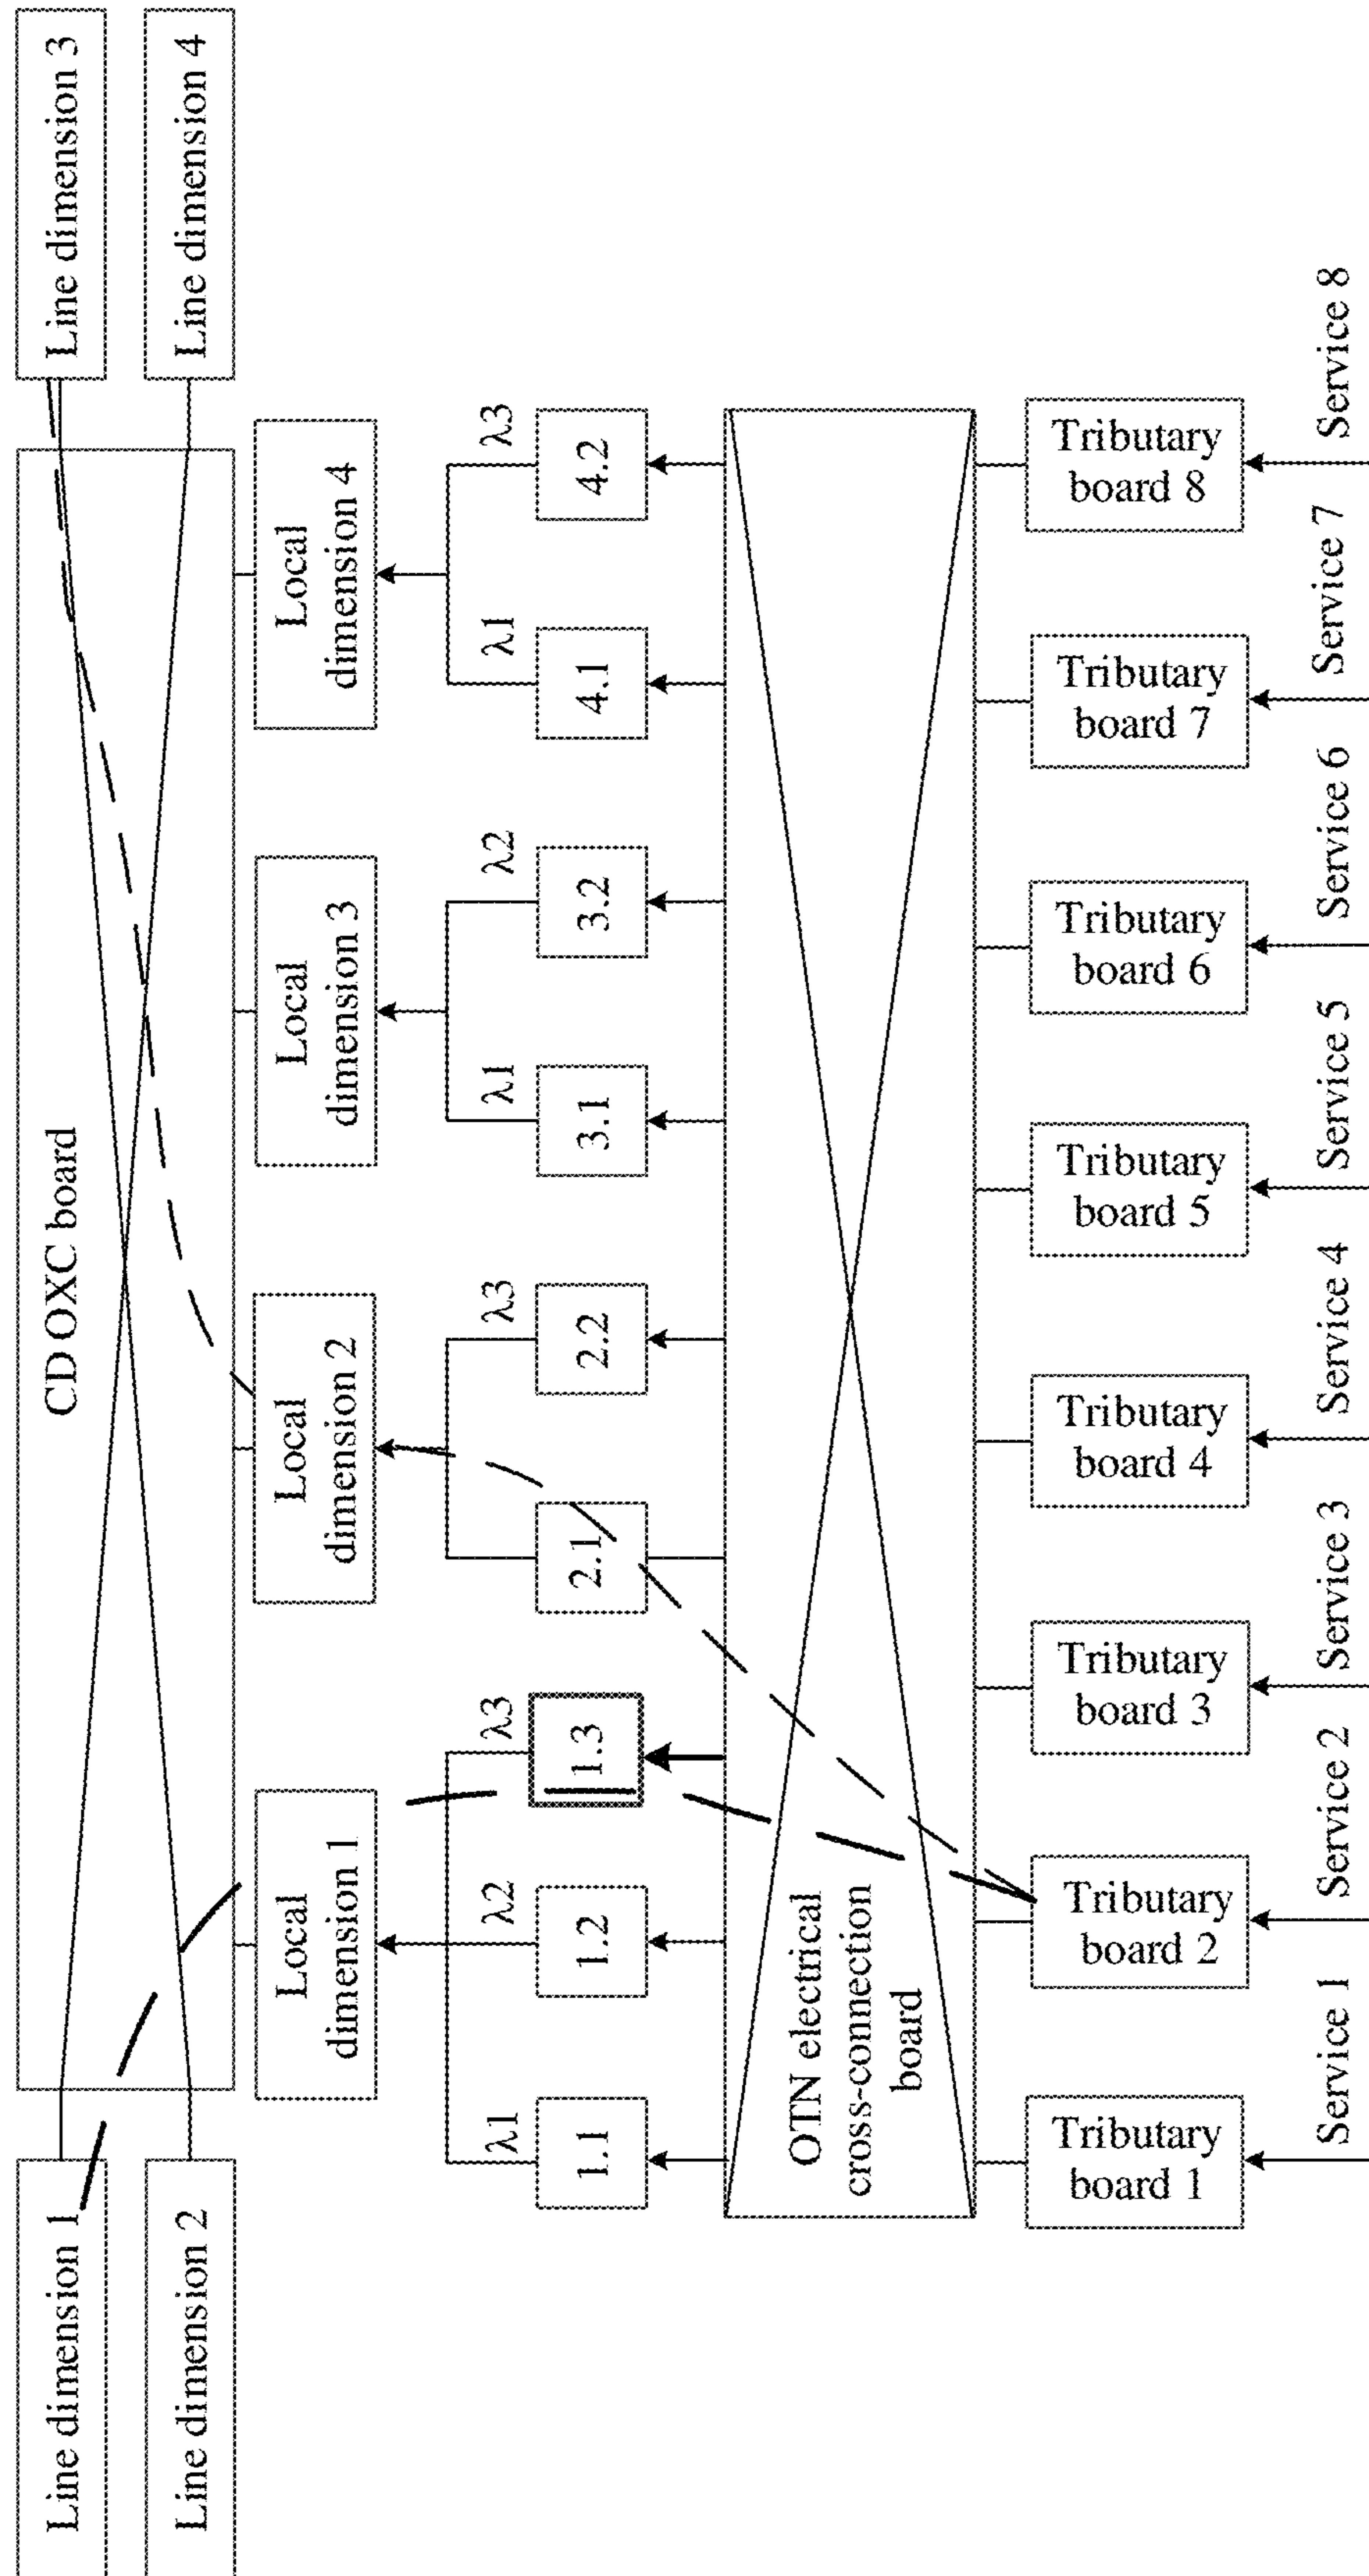 Line dimension 1
CD OXC board
Line dimension 3
Line dimension 2
Line dimension 4
Local
dimension 1
Local
dimension 2
Local
dimension 3
Local
dimension 4
λ1
λ2
λ3
λ3
λ1
λ2
λ1
λ3
1.1
1.2
1.3
2.1
2.2
3.1
3.2
4.1
4.2
OTN electrical
cross-connection
board
Tributary
board 1
Tributary
board 2
Tributary
board 3
Tributary
board 4
Tributary
board 5
Tributary
board 6
Tributary
board 7
Tributary
board 8
Service 1
Service 2
Service 3
Service 4
Service 5
Service 6
Service 7
Service 8